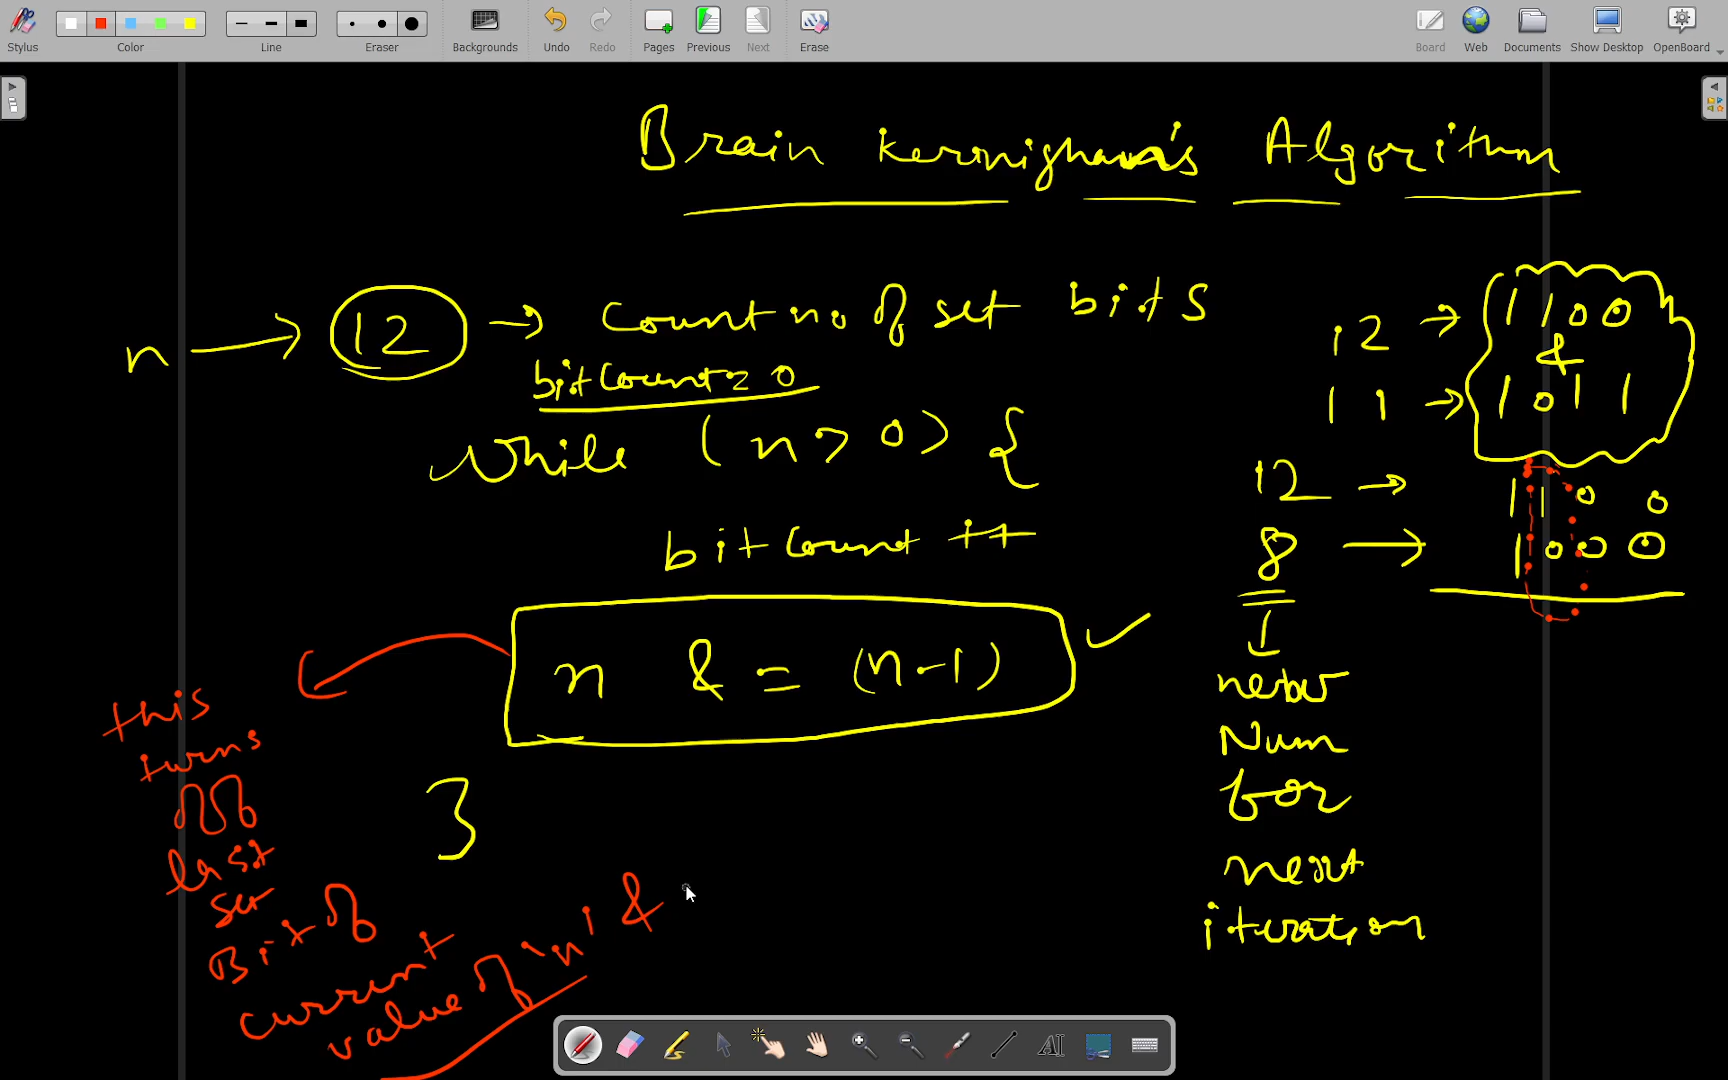 Stylus
Color
Line
Eraser
Backgrounds
Undo
Redo
Pages
Previous
Next
Erase
Board
Web
Documents
Show Desktop
OpenBoard
Brain Kernighan's Algorithm
n → 12 → Count no of set bits
bitCount = 0
while (n > 0) {
bitCount ++
n &= (n-1)
}
12 → 1100
&
11 → 1011
12 → 1100
8 → 1000
new
Num
for
next
iteration
this
turns
off
last
set
Bit of
current
value of 'n' &
AI